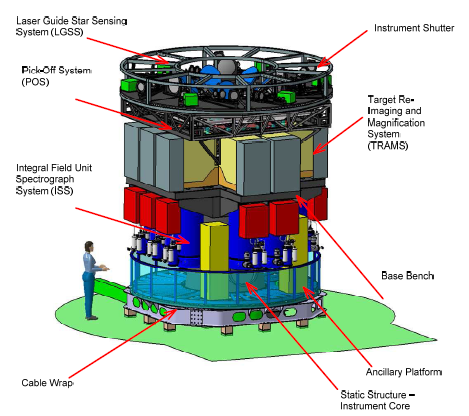 Laser Guide Star Sensing
System (LGSS)
Instrument Shutter
Pick-Off System
(POS)
Target Re-
Imaging and
Magnification
System
(TRAMS)
Integral Field Unit
Spectrograph
System (ISS)
Base Bench
Ancillary Platform
Cable Wrap
Static Structure –
Instrument Core